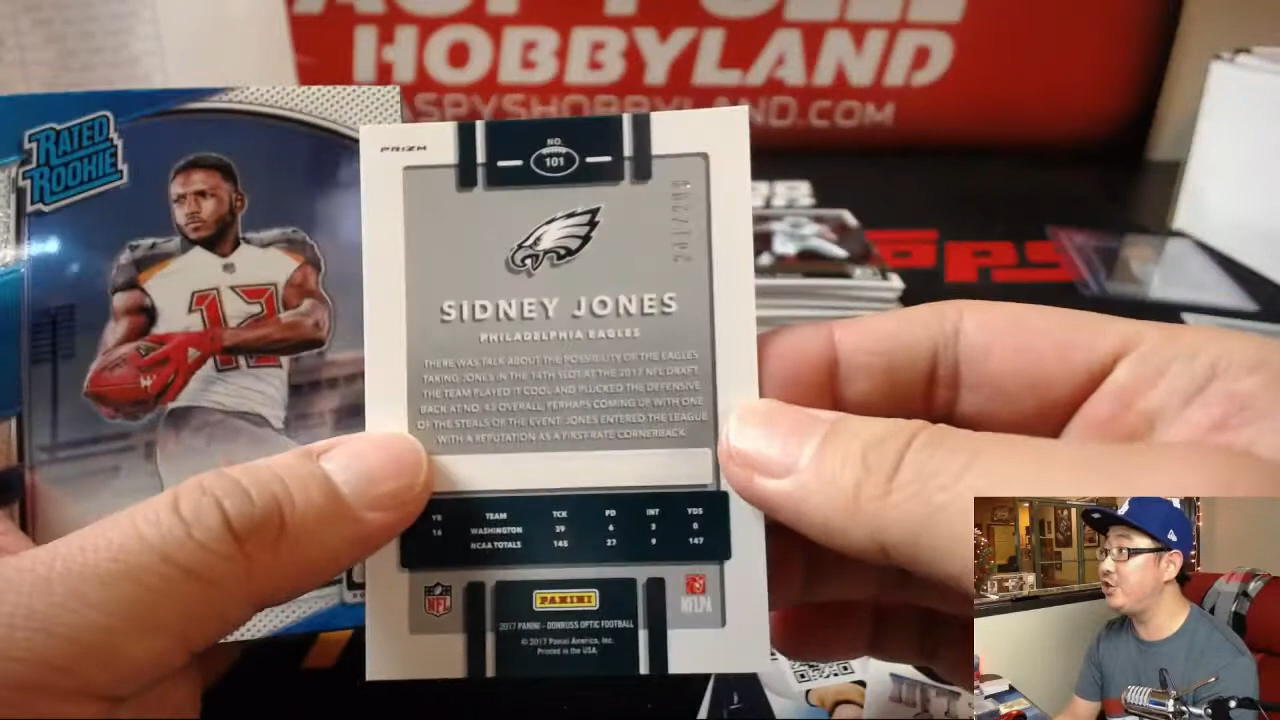 HOBBYLAND
ASPYSHOBBYLAND.COM
RATED
ROOKIE
12
PRIZM
NO.
101
SIDNEY JONES
PHILADELPHIA EAGLES
THERE WAS TALK ABOUT THE POSSIBILITY OF THE EAGLES
TAKING JONES IN THE 14TH SLOT AT THE 2017 NFL DRAFT.
THE TEAM PLAYED IT COOL AND PLUCKED THE DEFENSIVE
BACK AT NO. 43 OVERALL, PERHAPS COMING UP WITH ONE
OF THE STEALS OF THE EVENT. JONES ENTERED THE LEAGUE
WITH A REPUTATION AS A FIRST-RATE CORNERBACK.
YR TEAM TCK PD INT YDS
16 WASHINGTON 39 6 3 0
NCAA TOTALS 145 27 9 147
NFL
PANINI
NFLPA
2017 PANINI - DONRUSS OPTIC FOOTBALL
© 2017 Panini America, Inc.
Printed in the USA.